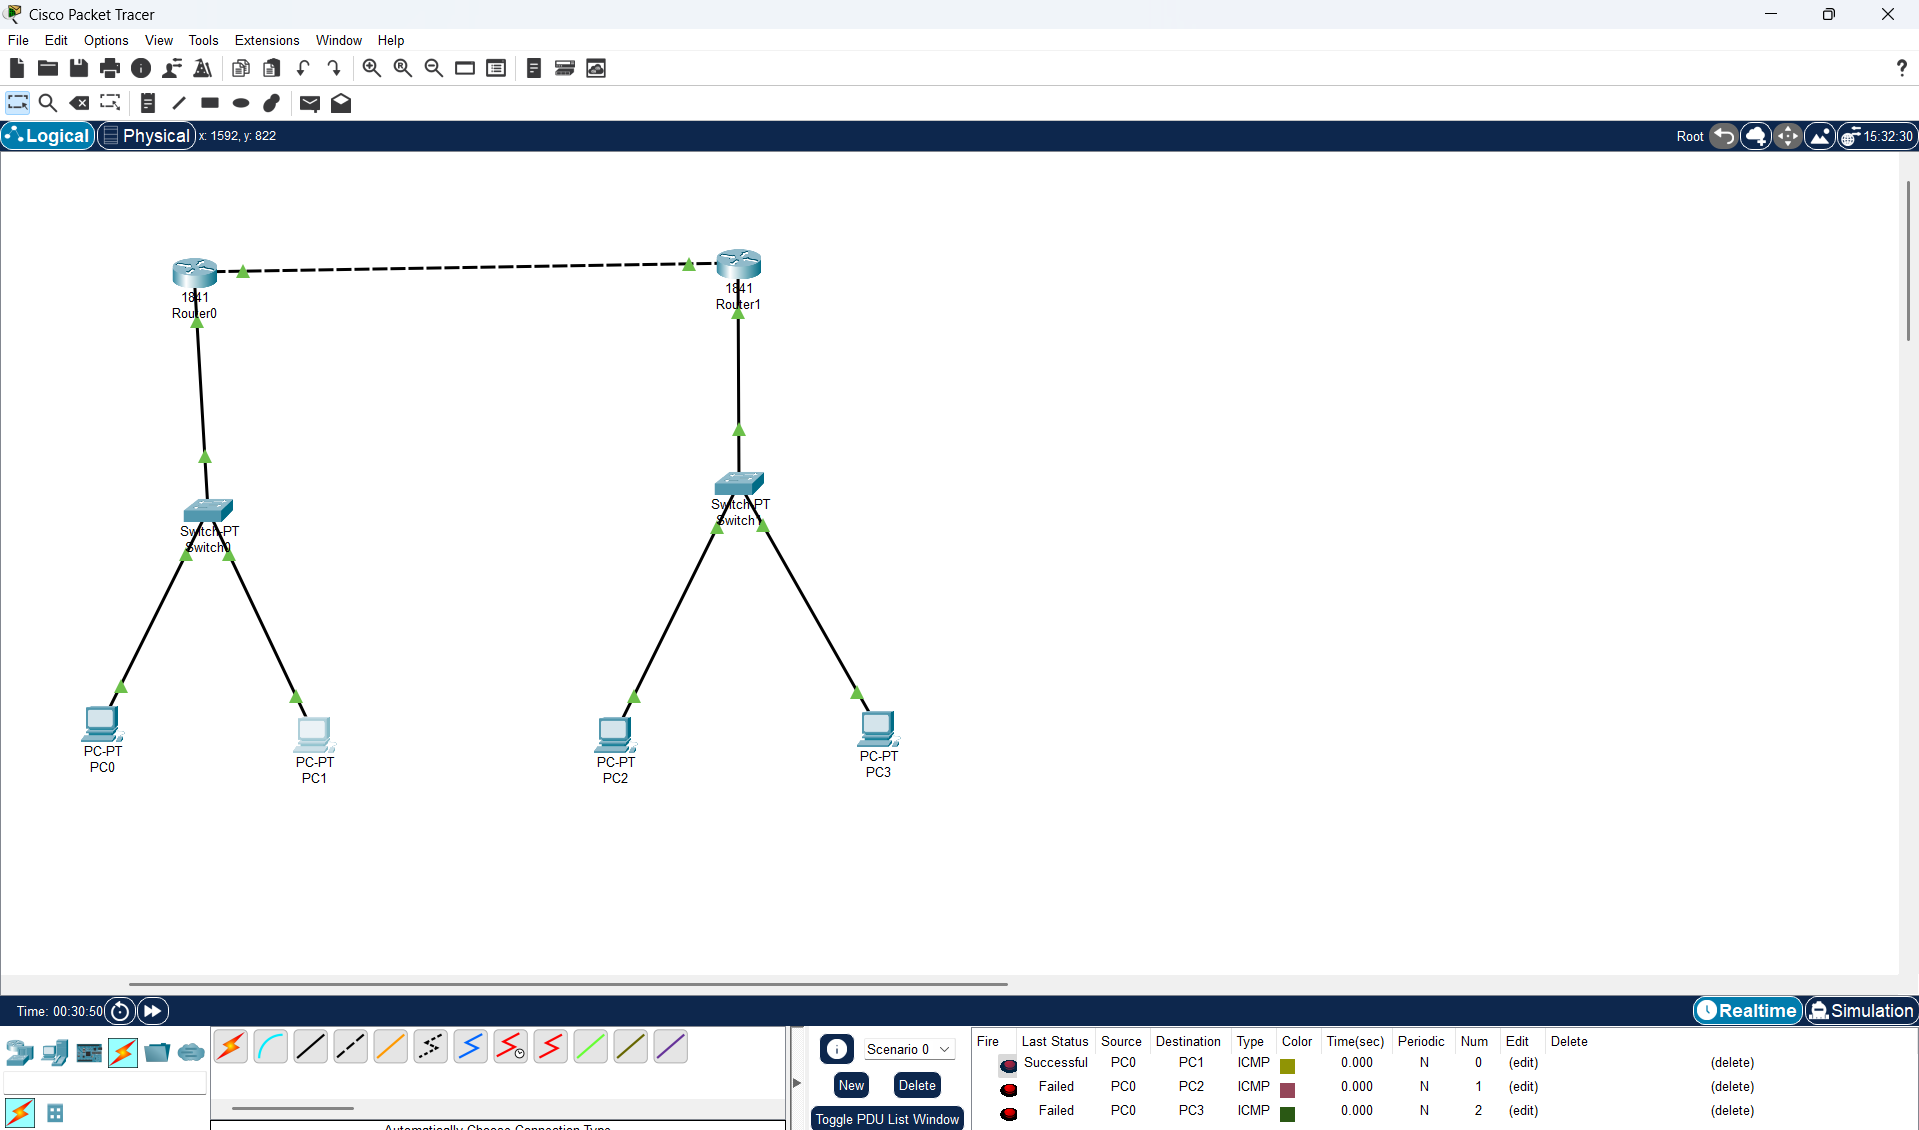 Cisco Packet Tracer
File Edit Options View Tools Extensions Window Help
Logical Physical x: 1592, y: 822 Root 15:32:30
1841
Router0
1841
Router1
Switch-PT
Switch0
Switch-PT
Switch1
PC-PT
PC0
PC-PT
PC1
PC-PT
PC2
PC-PT
PC3
Time: 00:30:50 Realtime Simulation
Scenario 0
New Delete
Toggle PDU List Window
Automatically Choose Connection Type
Fire Last Status Source Destination Type Color Time(sec) Periodic Num Edit Delete
Successful PC0 PC1 ICMP 0.000 N 0 (edit) (delete)
Failed PC0 PC2 ICMP 0.000 N 1 (edit) (delete)
Failed PC0 PC3 ICMP 0.000 N 2 (edit) (delete)